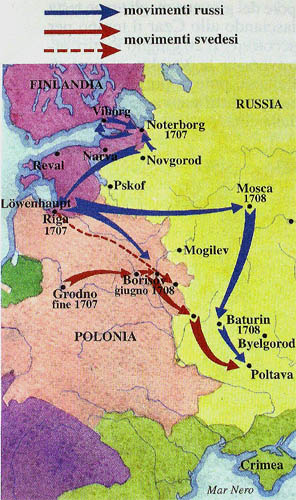 movimenti russi
movimenti svedesi
FINLANDIA
RUSSIA
Viborg
Noterborg
1707
Narva
Reval
Novgorod
Pskof
Löwenhaupt
Riga
1707
Mosca
1708
Mogilev
Boris
giugno 1708
Grodno
fine 1707
Baturin
1708
POLONIA
Byelgorod
Poltava
Crimea
Mar Nero